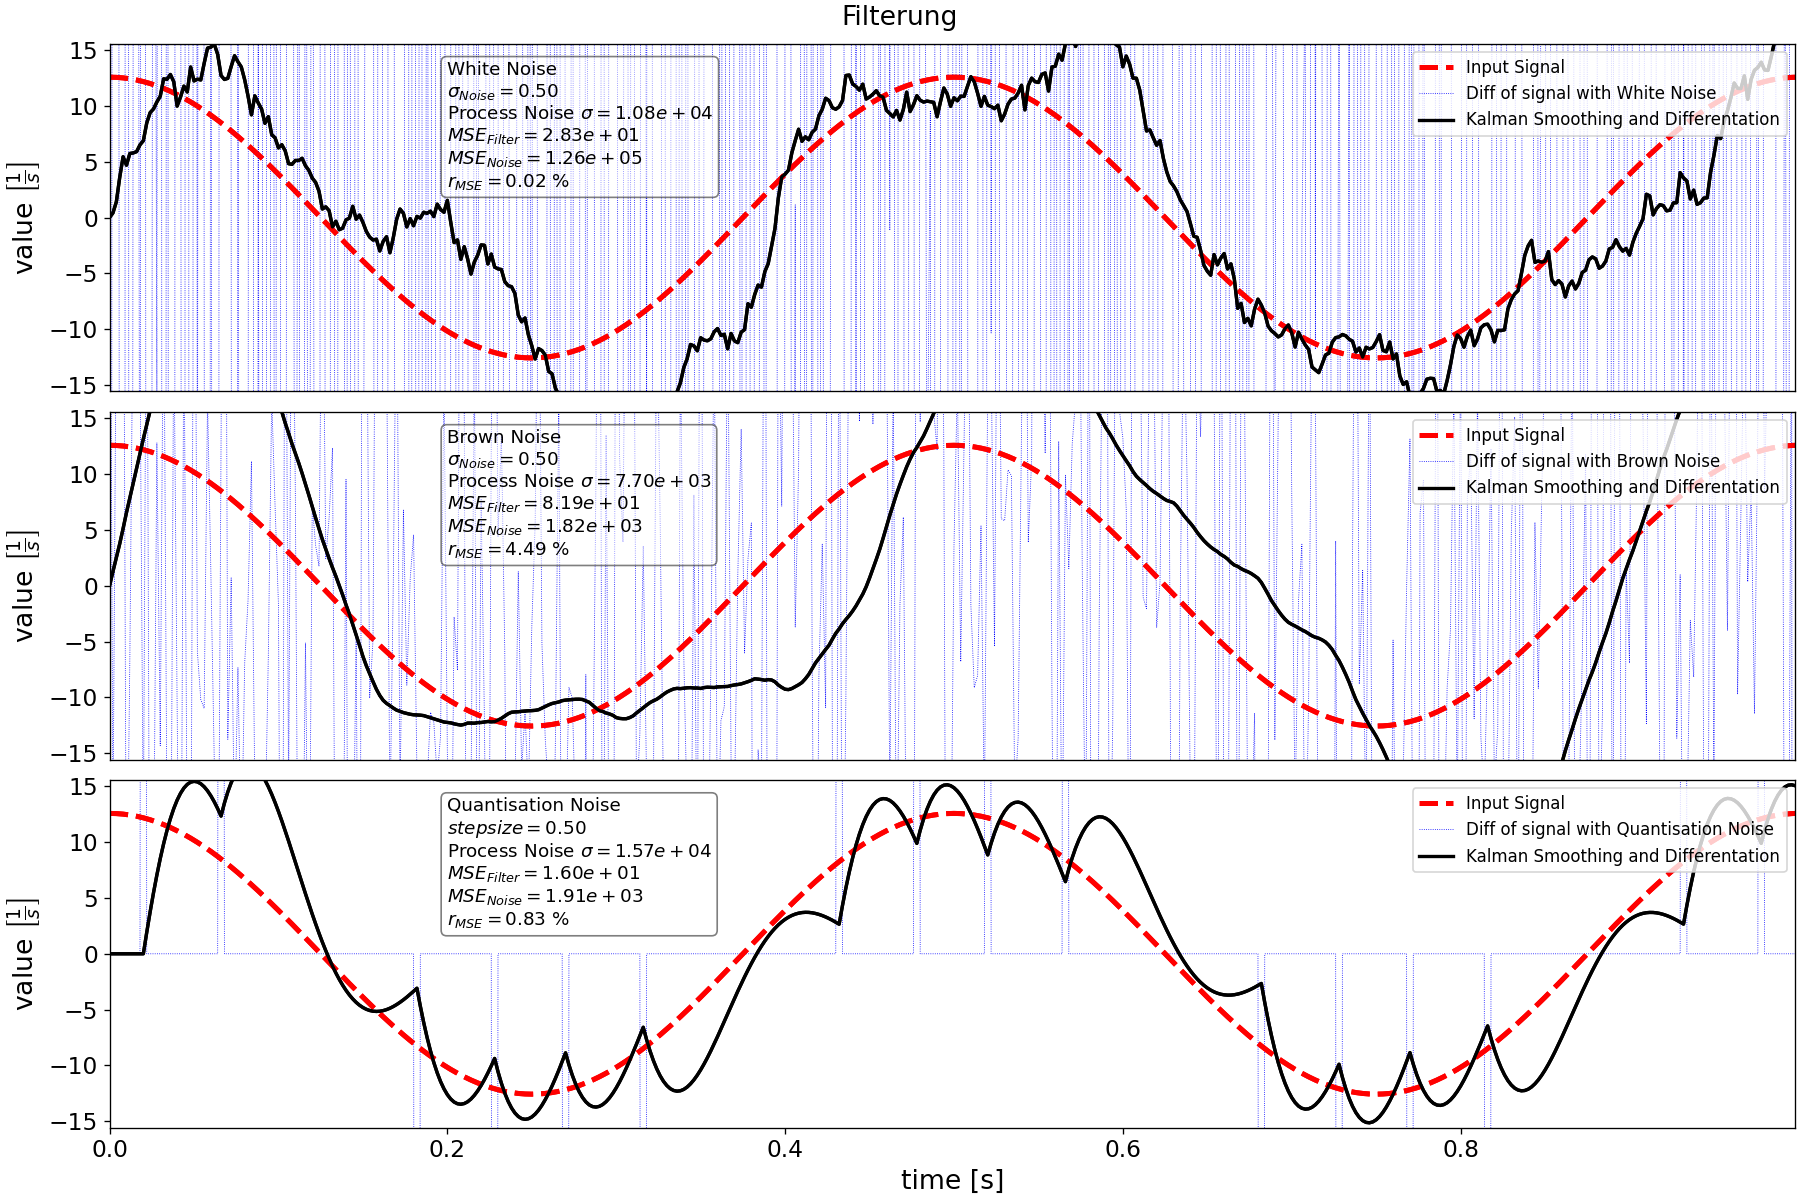 Filterung
White Noise
σ_Noise = 0.50
Process Noise σ = 1.08e + 04
MSE_Filter = 2.83e + 01
MSE_Noise = 1.26e + 05
r_MSE = 0.02 %
Input Signal
Diff of signal with White Noise
Kalman Smoothing and Differentation
value [1/s]
15
10
5
0
−5
−10
−15
Brown Noise
σ_Noise = 0.50
Process Noise σ = 7.70e + 03
MSE_Filter = 8.19e + 01
MSE_Noise = 1.82e + 03
r_MSE = 4.49 %
Input Signal
Diff of signal with Brown Noise
Kalman Smoothing and Differentation
value [1/s]
15
10
5
0
−5
−10
−15
Quantisation Noise
stepsize = 0.50
Process Noise σ = 1.57e + 04
MSE_Filter = 1.60e + 01
MSE_Noise = 1.91e + 03
r_MSE = 0.83 %
Input Signal
Diff of signal with Quantisation Noise
Kalman Smoothing and Differentation
value [1/s]
15
10
5
0
−5
−10
−15
0.0 0.2 0.4 0.6 0.8
time [s]